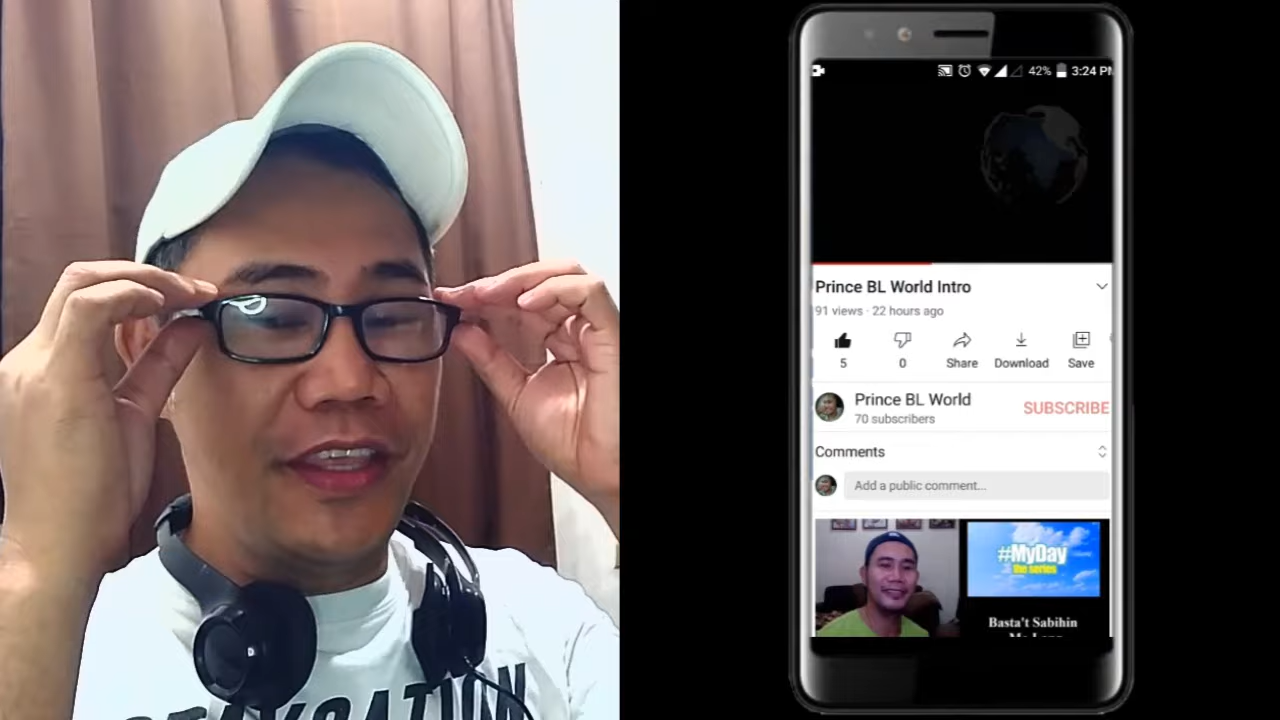 42% 3:24 PM
Prince BL World Intro
91 views · 22 hours ago
5
0
Share
Download
Save
Prince BL World
70 subscribers
SUBSCRIBE
Comments
Add a public comment...
#MyDay
the series
Basta't Sabihin